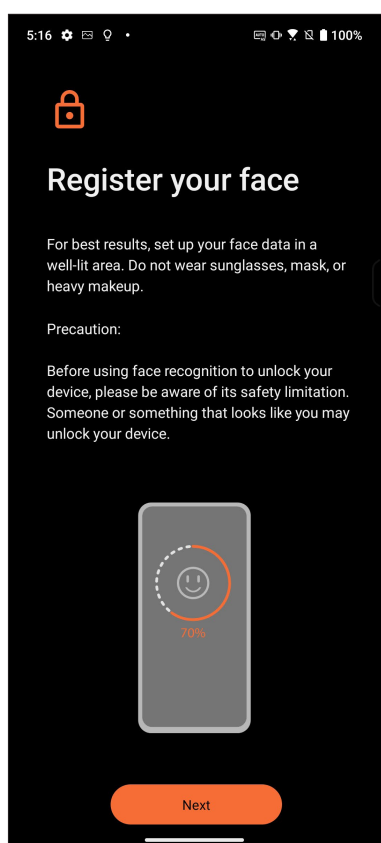 5:16 100%
Register your face
For best results, set up your face data in a
well-lit area. Do not wear sunglasses, mask, or
heavy makeup.
Precaution:
Before using face recognition to unlock your
device, please be aware of its safety limitation.
Someone or something that looks like you may
unlock your device.
70%
Next